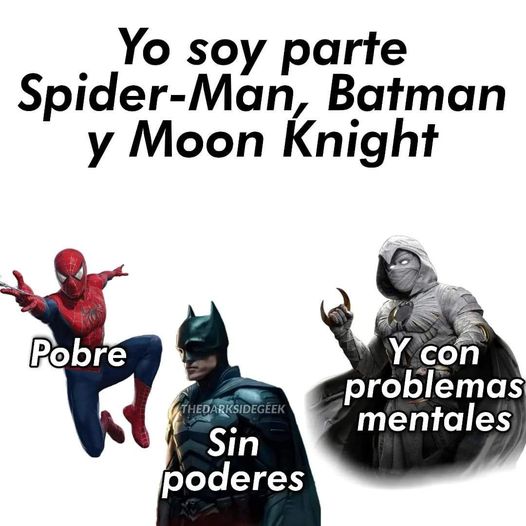 Yo soy parte
Spider-Man, Batman
y Moon Knight
Pobre
THEDARKSIDEGEEK
Sin
poderes
Y con
problemas
mentales